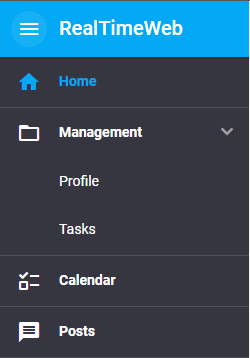 RealTimeWeb
Home
Management
Profile
Tasks
Calendar
Posts